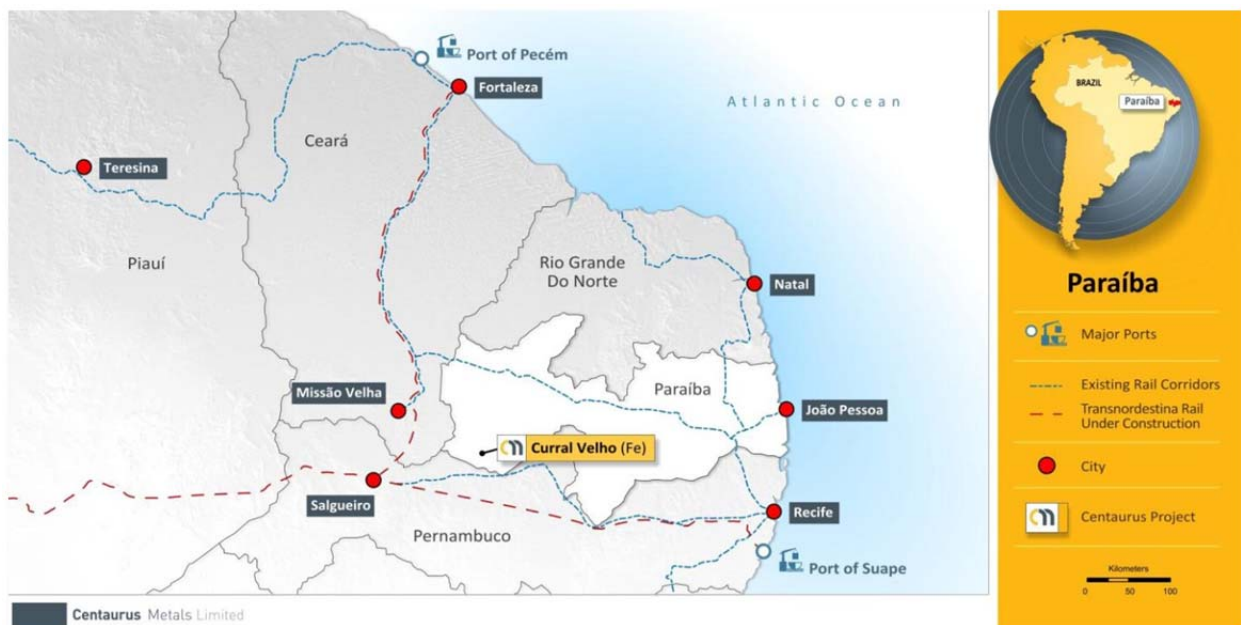 Port of Pecém
Fortaleza
Atlantic Ocean
Ceará
Teresina
Piauí
Rio Grande
Do Norte
Natal
Missão Velha
Paraíba
João Pessoa
Curral Velho (Fe)
Salgueiro
Recife
Pernambuco
Port of Suape
Centaurus Metals Limited
BRAZIL
Paraíba
Paraíba
Major Ports
Existing Rail Corridors
Transnordestina Rail
Under Construction
City
Centaurus Project
Kilometers
0 50 100